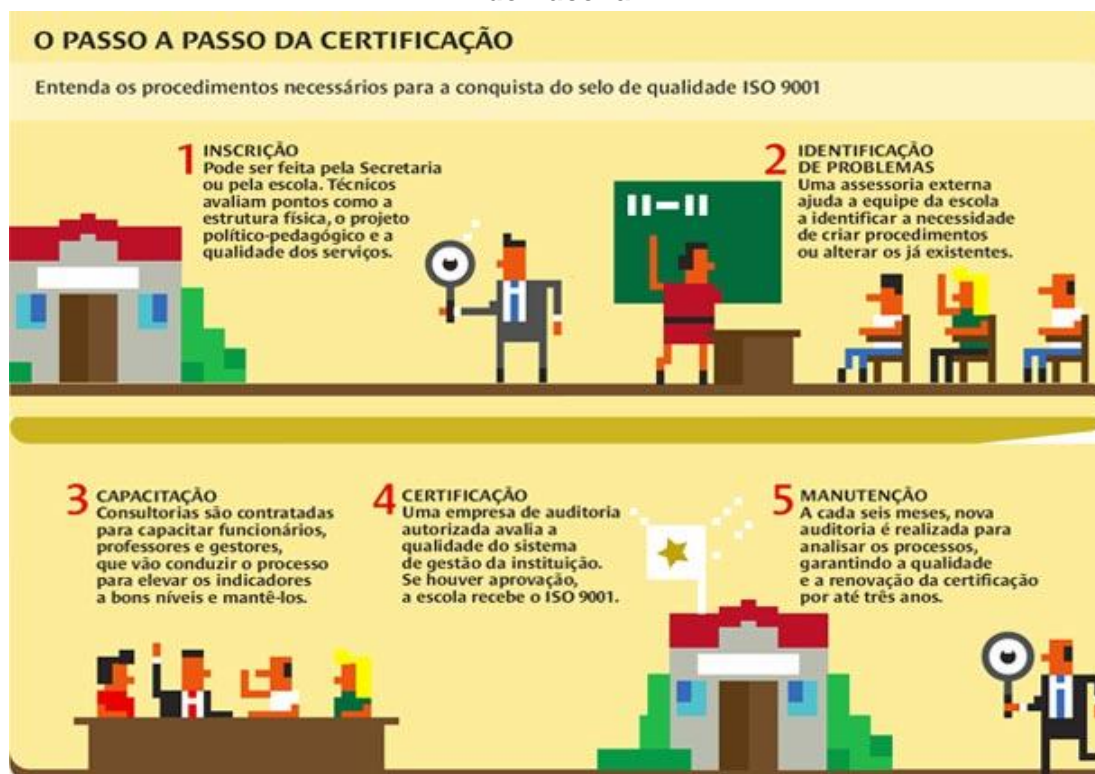 O PASSO A PASSO DA CERTIFICAÇÃO
Entenda os procedimentos necessários para a conquista do selo de qualidade ISO 9001
1 INSCRIÇÃO
Pode ser feita pela Secretaria
ou pela escola. Técnicos
avaliam pontos como a
estrutura física, o projeto
político-pedagógico e a
qualidade dos serviços.
2 IDENTIFICAÇÃO
DE PROBLEMAS
Uma assessoria externa
ajuda a equipe da escola
a identificar a necessidade
de criar procedimentos
ou alterar os já existentes.
3 CAPACITAÇÃO
Consultorias são contratadas
para capacitar funcionários,
professores e gestores,
que vão conduzir o processo
para elevar os indicadores
a bons níveis e mantê-los.
4 CERTIFICAÇÃO
Uma empresa de auditoria
autorizada avalia a
qualidade do sistema
de gestão da instituição.
Se houver aprovação,
a escola recebe o ISO 9001.
5 MANUTENÇÃO
A cada seis meses, nova
auditoria é realizada para
analisar os processos,
garantindo a qualidade
e a renovação da certificação
por até três anos.